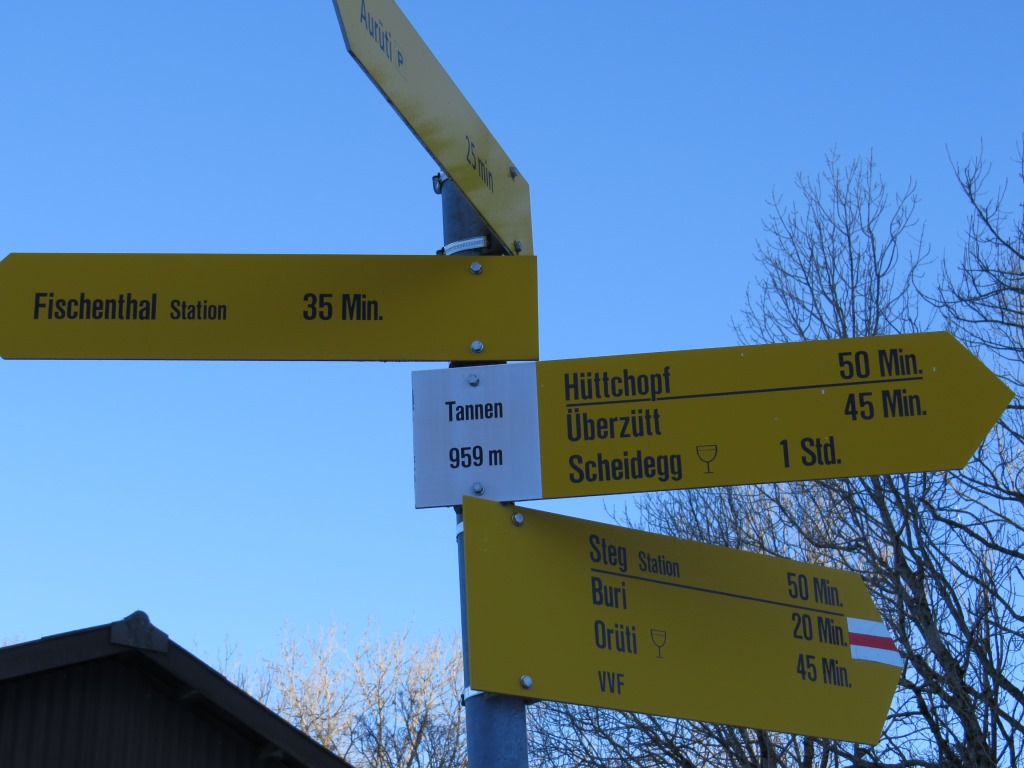 Aurüti P
25 min
Fischenthal Station 35 Min.
Tannen
959 m
Hüttchopf 50 Min.
Überzütt 45 Min.
Scheidegg 1 Std.
Steg Station 50 Min.
Buri 20 Min.
Orüti 45 Min.
VVF